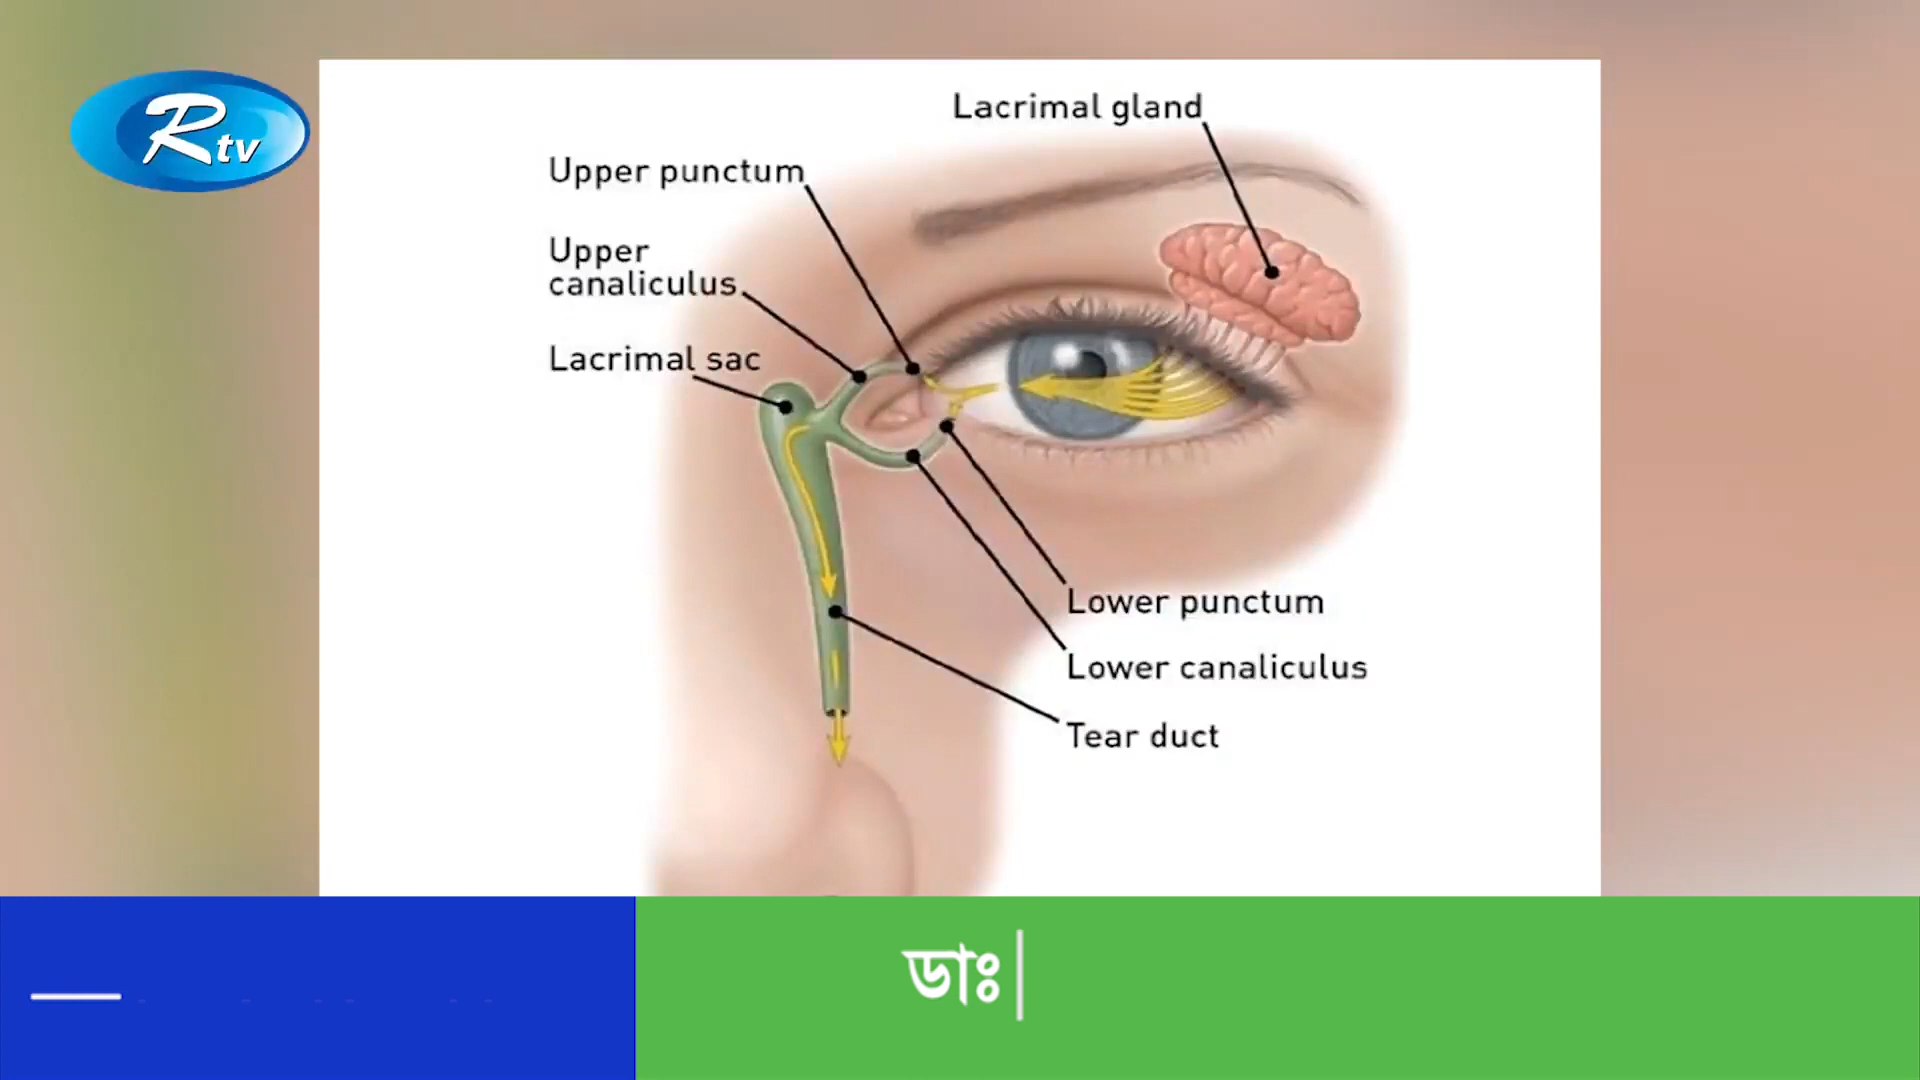 Rtv
Lacrimal gland
Upper punctum
Upper
canaliculus
Lacrimal sac
Lower punctum
Lower canaliculus
Tear duct
ডাঃ